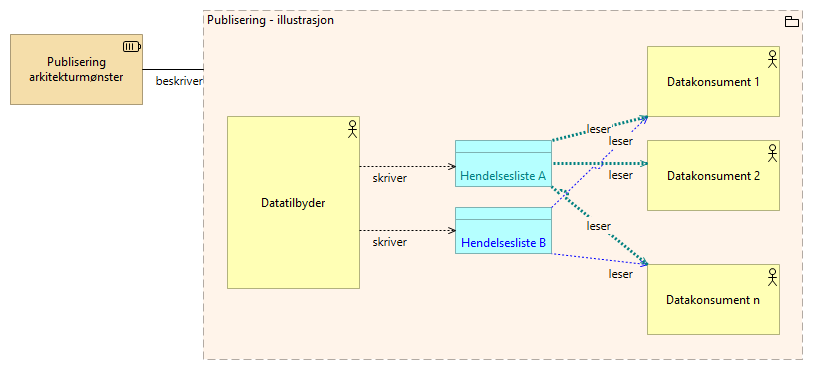 Publisering - illustrasjon
Publisering
arkitekturmønster
beskriver
Datakonsument 1
leser
leser
Hendelsesliste A
skriver
leser
Datakonsument 2
Datatilbyder
Hendelsesliste B
skriver
leser
leser
Datakonsument n